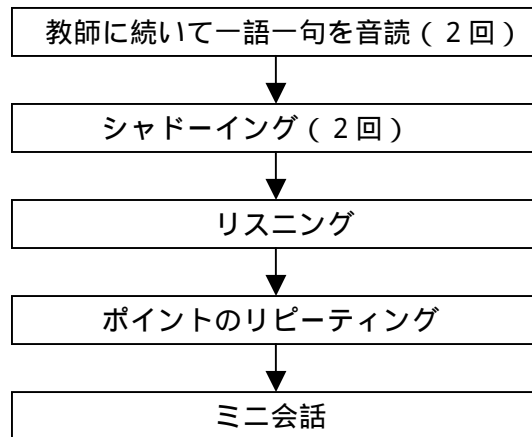 教師に続いて一語一句を音読(2回)
シャドーイング(2回)
リスニング
ポイントのリピーティング
ミニ会話